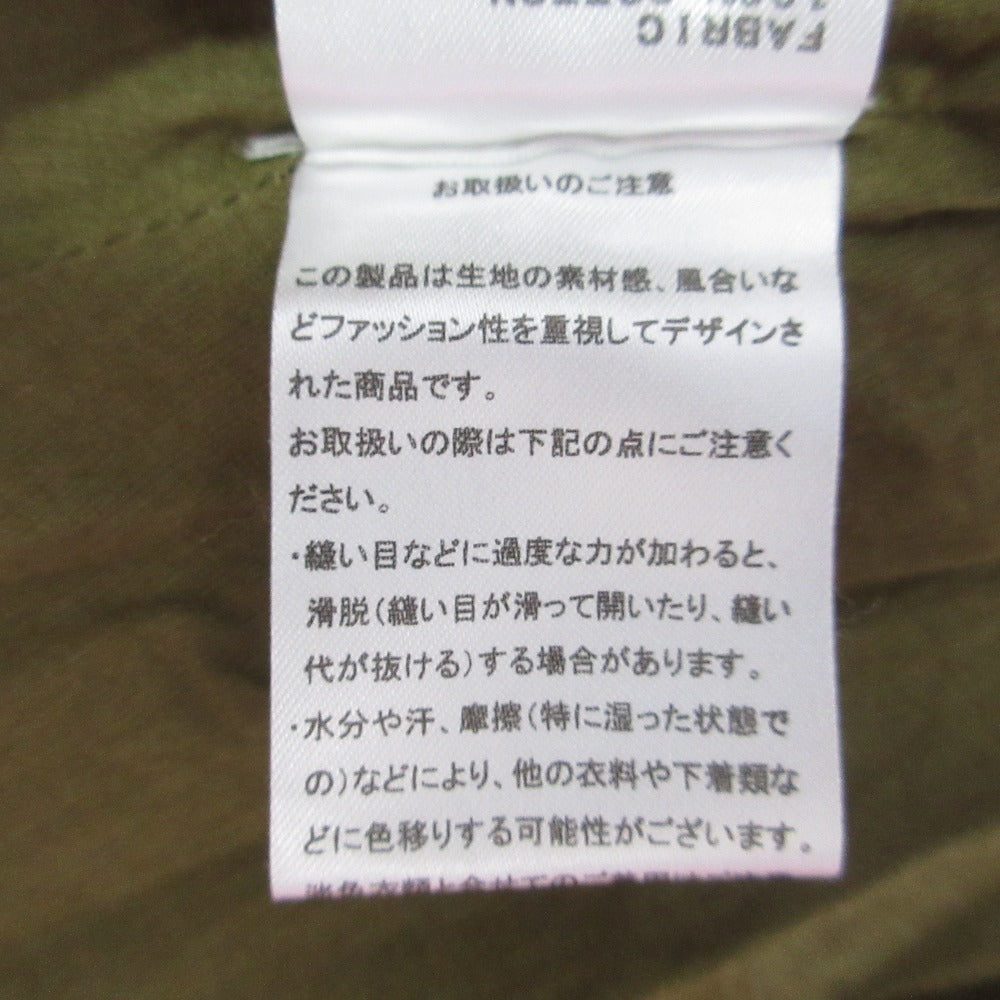 FABRIC
お取扱いのご注意
この製品は生地の素材感、風合いな
どファッション性を重視してデザインさ
れた商品です。
お取扱いの際は下記の点にご注意く
ださい。
・縫い目などに過度な力が加わると、
滑脱(縫い目が滑って開いたり、縫い
代が抜ける)する場合があります。
・水分や汗、摩擦(特に湿った状態で
の)などにより、他の衣料や下着類な
どに色移りする可能性がございます。